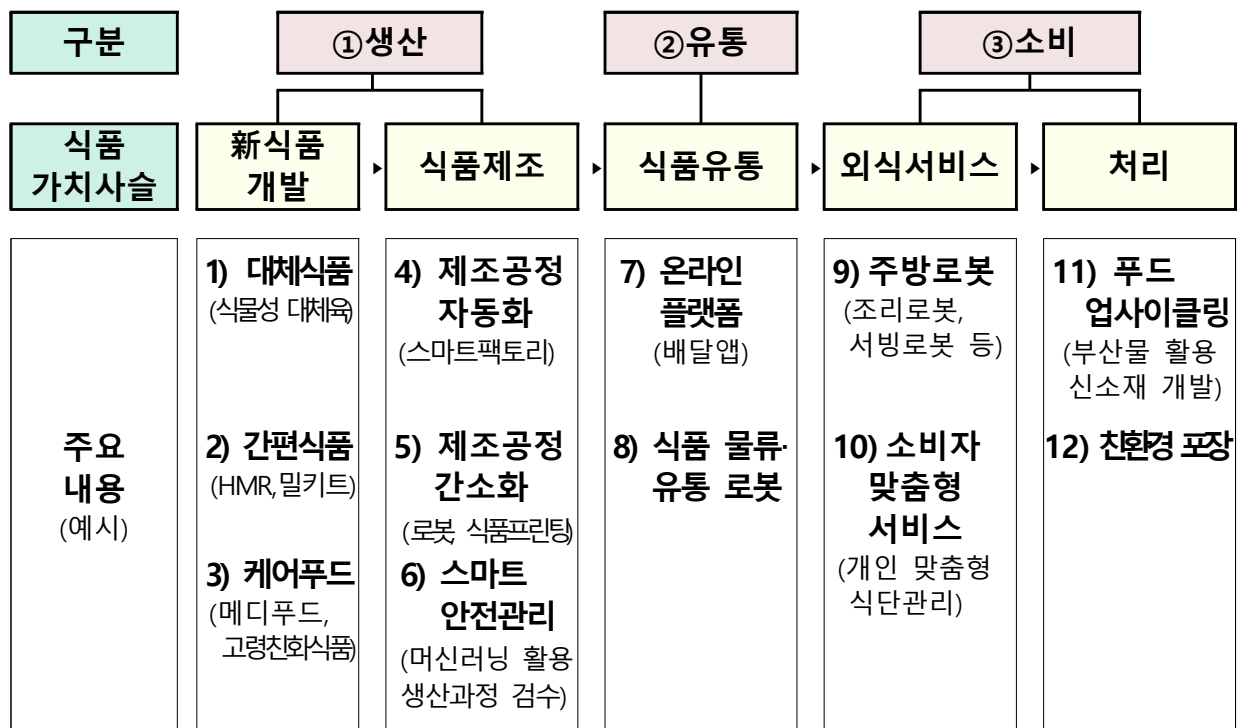 구분
①생산
②유통
③소비
식품
가치사슬
新식품
개발
식품제조
식품유통
외식서비스
처리
주요
내용
(예시)
1) 대체식품
(식물성 대체육)
2) 간편식품
(HMR,밀키트)
3) 케어푸드
(메디푸드,
고령친화식품)
4) 제조공정
자동화
(스마트팩토리)
5) 제조공정
간소화
(로봇, 식품프린팅)
6) 스마트
안전관리
(머신러닝 활용
생산과정 검수)
7) 온라인
플랫폼
(배달앱)
8) 식품 물류·
유통 로봇
9) 주방로봇
(조리로봇,
서빙로봇 등)
10) 소비자
맞춤형
서비스
(개인 맞춤형
식단관리)
11) 푸드
업사이클링
(부산물 활용
신소재 개발)
12) 친환경 포장